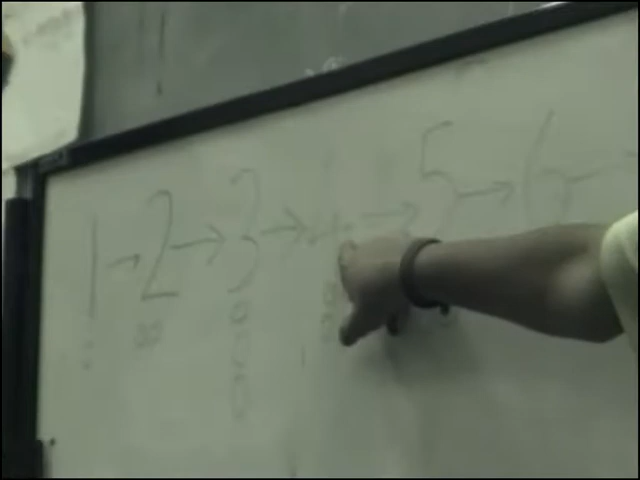 1 → 2 → 3 → 4 → 5 → 6 →